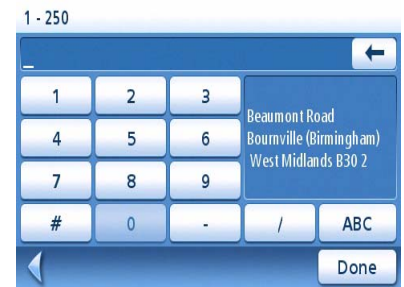 1 - 250
_
1 2 3
Beaumont Road
4 5 6
Bournville (Birmingham)
West Midlands B30 2
7 8 9
# 0 - / ABC
Done